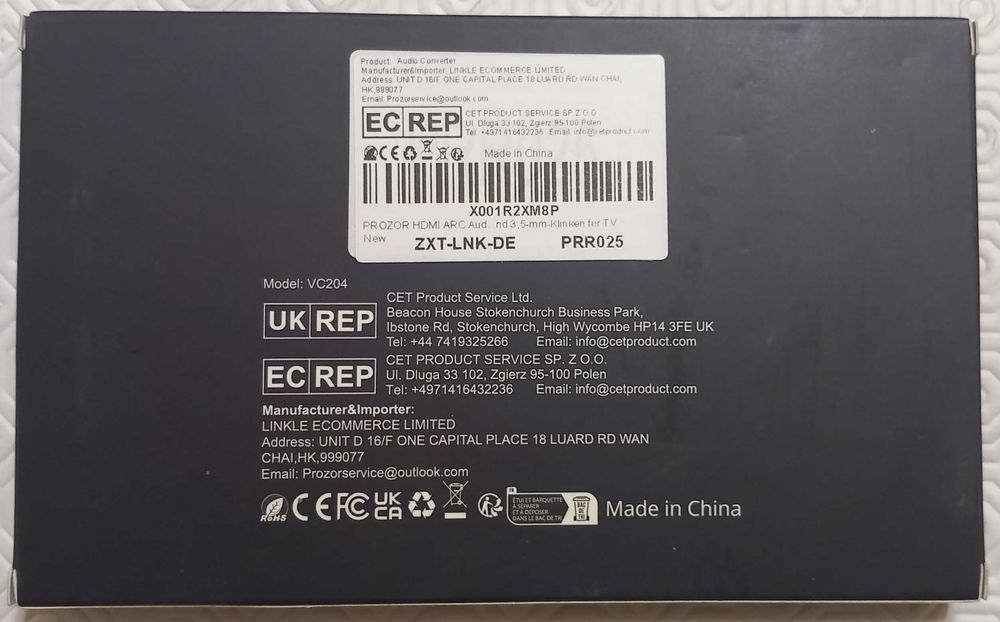 Product: Audio Converter
Manufacturer&Importer: LINKLE ECOMMERCE LIMITED
Address: UNIT D 16/F ONE CAPITAL PLACE 18 LUARD RD WAN CHAI,
HK,999077
Email: Prozorservice@outlook.com
EC REP
CET PRODUCT SERVICE SP. Z O.O.
Ul. Dluga 33 102, Zgierz 95-100 Polen
Tel: +4971416432236 Email: info@cetproduct.com
CE Made in China
X001R2XM8P
PROZOR HDMI ARC Aud...nd 3,5-mm-Klinken für TV
New
ZXT-LNK-DE PRR025
Model: VC204
UK REP
CET Product Service Ltd.
Beacon House Stokenchurch Business Park,
Ibstone Rd, Stokenchurch, High Wycombe HP14 3FE UK
Tel: +44 7419325266 Email: info@cetproduct.com
EC REP
CET PRODUCT SERVICE SP. Z O.O.
Ul. Dluga 33 102, Zgierz 95-100 Polen
Tel: +4971416432236 Email: info@cetproduct.com
Manufacturer&Importer:
LINKLE ECOMMERCE LIMITED
Address: UNIT D 16/F ONE CAPITAL PLACE 18 LUARD RD WAN
CHAI,HK,999077
Email: Prozorservice@outlook.com
RoHS CE FC UK CA
FR
ÉTUI ET BARQUETTE
À SÉPARER
ET À DÉPOSER
DANS LE BAC DE TRI
BAC
DE
TRI
Made in China